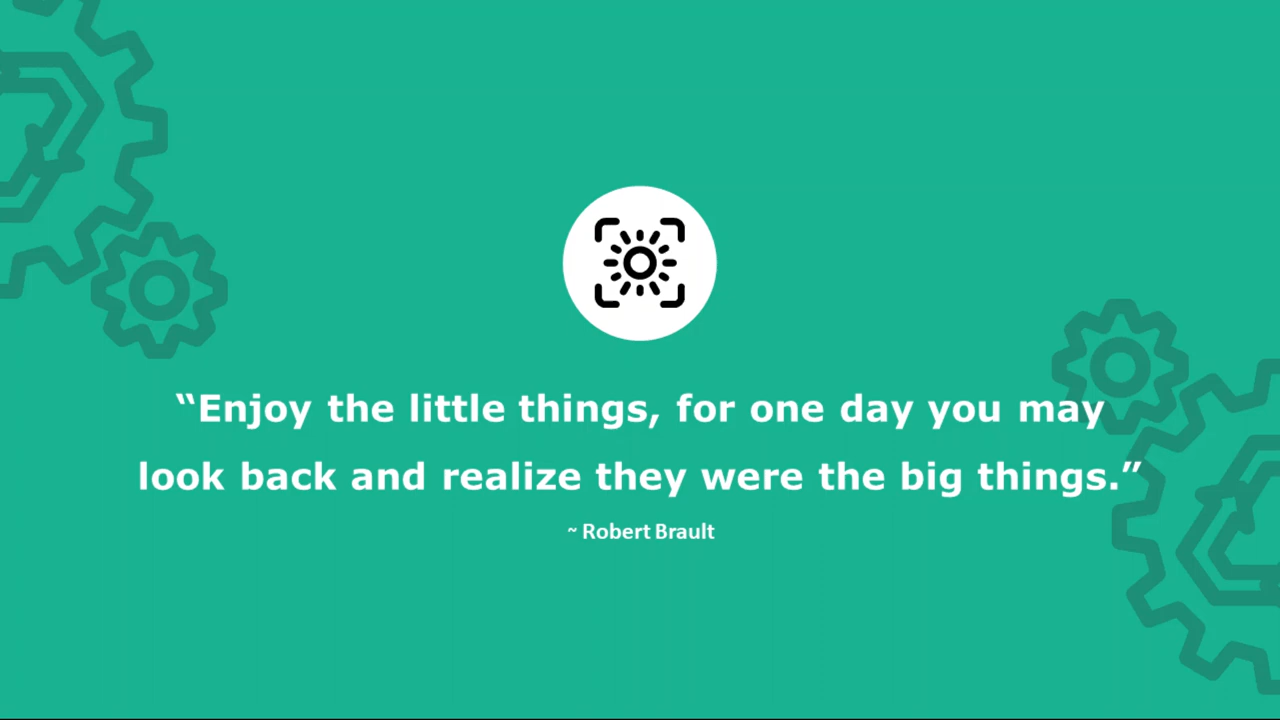 “Enjoy the little things, for one day you may
look back and realize they were the big things.”
~ Robert Brault